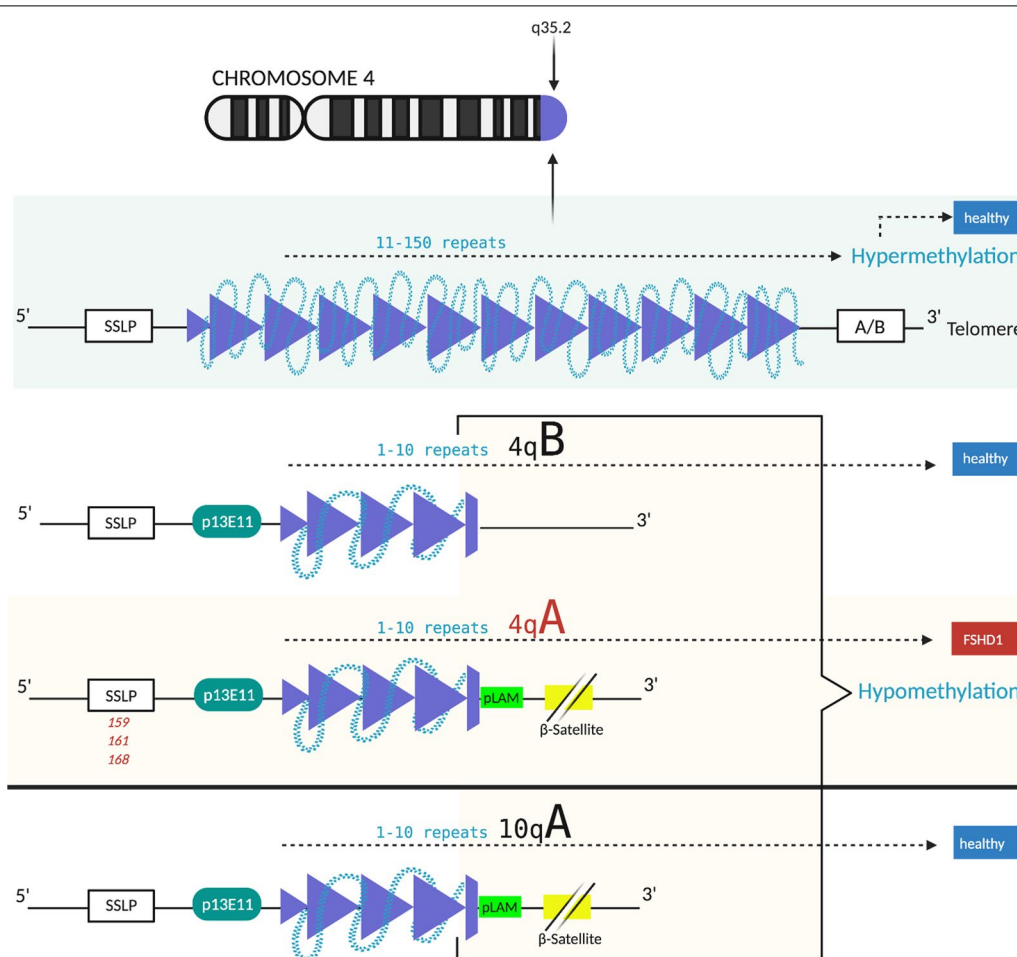 q35.2
CHROMOSOME 4
healthy
11-150 repeats
Hypermethylation
5'
SSLP
A/B
3'
Telomere
1-10 repeats 4qB
healthy
5'
SSLP
p13E11
3'
1-10 repeats 4qA
FSHD1
5'
SSLP
p13E11
pLAM
3'
Hypomethylation
159
161
168
β-Satellite
1-10 repeats 10qA
healthy
5'
SSLP
p13E11
pLAM
3'
β-Satellite